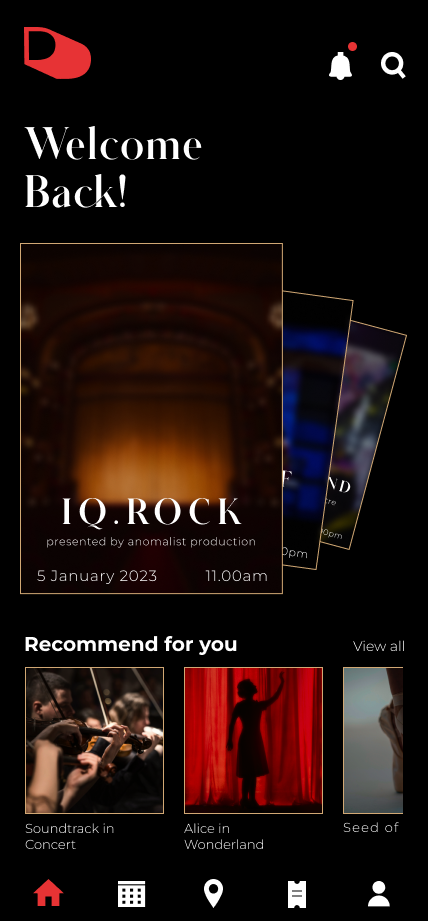 Welcome
Back!
IQ.ROCK
presented by anomalist production
5 January 2023 11.00am
Recommend for you
View all
Soundtrack in
Concert
Alice in
Wonderland
Seed of